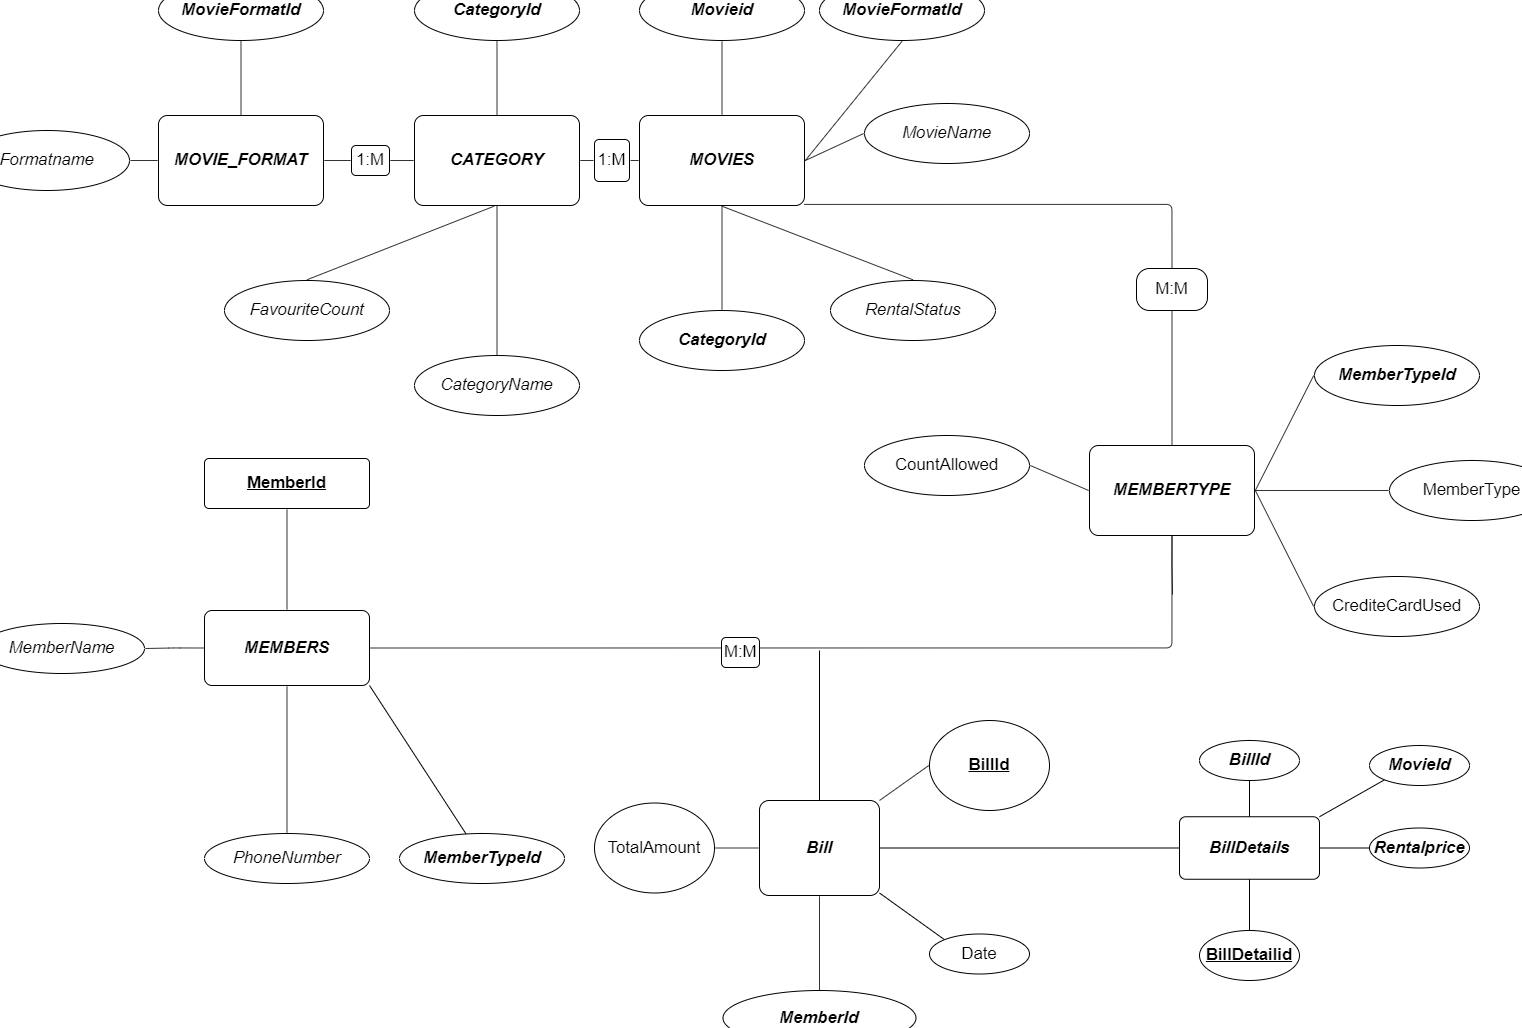 MovieFormatId
CategoryId
Movieid
MovieFormatId
MovieName
Formatname
MOVIE_FORMAT
1:M
CATEGORY
1:M
MOVIES
M:M
FavouriteCount
RentalStatus
CategoryId
CategoryName
MemberTypeId
CountAllowed
MEMBERTYPE
MemberType
CrediteCardUsed
MemberId
MemberName
MEMBERS
M:M
PhoneNumber
MemberTypeId
BillId
TotalAmount
Bill
Date
MemberId
BillId
MovieId
BillDetails
Rentalprice
BillDetailid